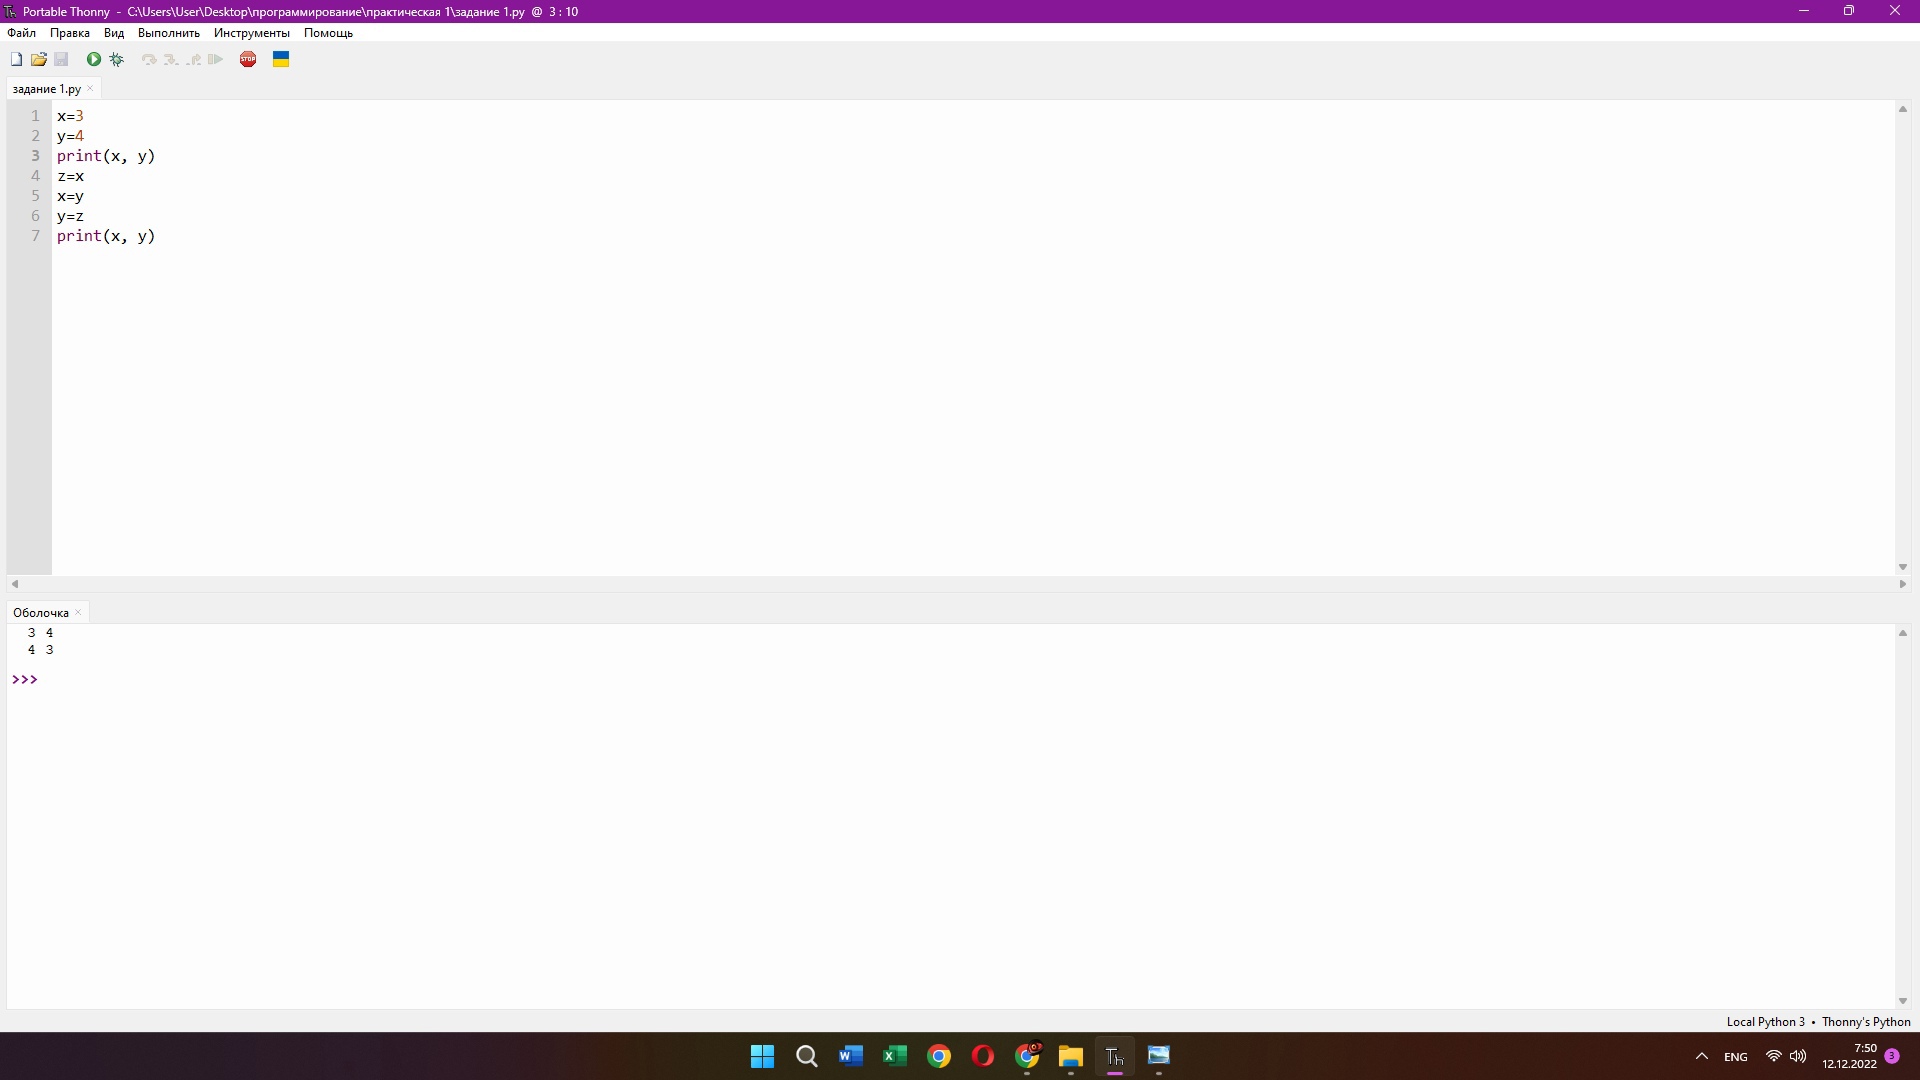 Portable Thonny - C:\Users\User\Desktop\программирование\практическая 1\задание 1.py @ 3 : 10
Файл Правка Вид Выполнить Инструменты Помощь
STOP
задание 1.py ×
1 x=3
2 y=4
3 print(x, y)
4 z=x
5 x=y
6 y=z
7 print(x, y)
Оболочка ×
3 4
4 3
>>>
Local Python 3 • Thonny's Python
ENG
7:50
12.12.2022
3